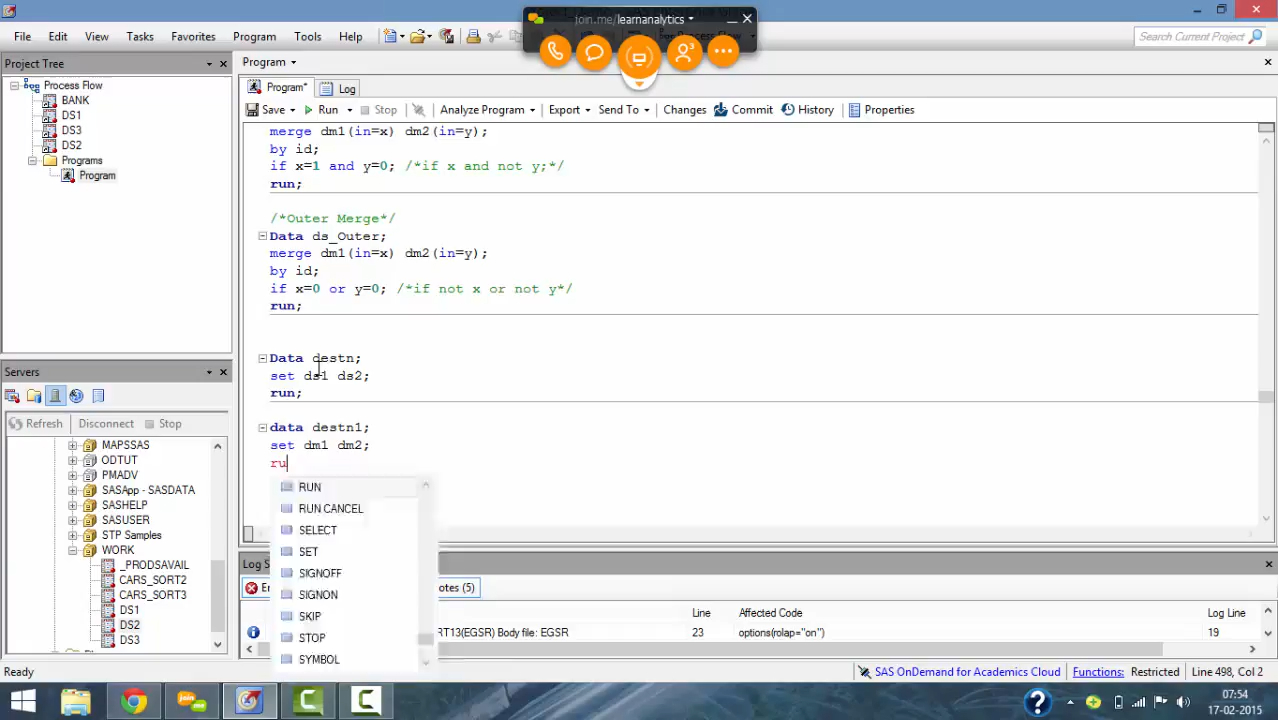 join.me/learnanalytics
3
File Edit View Tasks Favorites Program Tools Help
Search Current Project
Project Tree
Program
Process Flow
BANK
DS1
DS3
DS2
Programs
Program
Program*
Log
Save Run Stop Analyze Program Export Send To Changes Commit History Properties
merge dm1(in=x) dm2(in=y);
by id;
if x=1 and y=0; /*if x and not y;*/
run;
/*Outer Merge*/
Data ds_Outer;
merge dm1(in=x) dm2(in=y);
by id;
if x=0 or y=0; /*if not x or not y*/
run;
Data destn;
set ds1 ds2;
run;
data destn1;
set dm1 dm2;
ru
RUN
RUN CANCEL
SELECT
SET
SIGNOFF
SIGNON
SKIP
STOP
SYMBOL
Servers
Refresh Disconnect Stop
MAPSSAS
ODTUT
PMADV
SASApp - SASDATA
SASHELP
SASUSER
STP Samples
WORK
_PRODSAVAIL
CARS_SORT2
CARS_SORT3
DS1
DS2
DS3
Log S
otes (5)
Line Affected Code Log Line
RT13(EGSR) Body file: EGSR 23 options(rolap="on") 19
Ready
SAS OnDemand for Academics Cloud Functions: Restricted Line 498, Col 2
join.me
07:54
17-02-2015